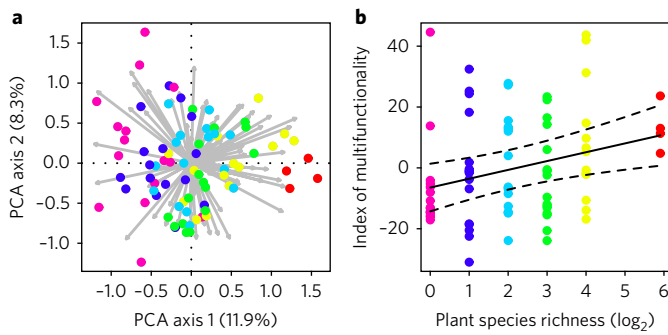 a
PCA axis 2 (8.3%)
1.5
1.0
0.5
0.0
−0.5
−1.0
−1.0 −0.5 0.0 0.5 1.0 1.5
PCA axis 1 (11.9%)
b
Index of multifunctionality
40
20
0
−20
0 1 2 3 4 5 6
Plant species richness (log2)